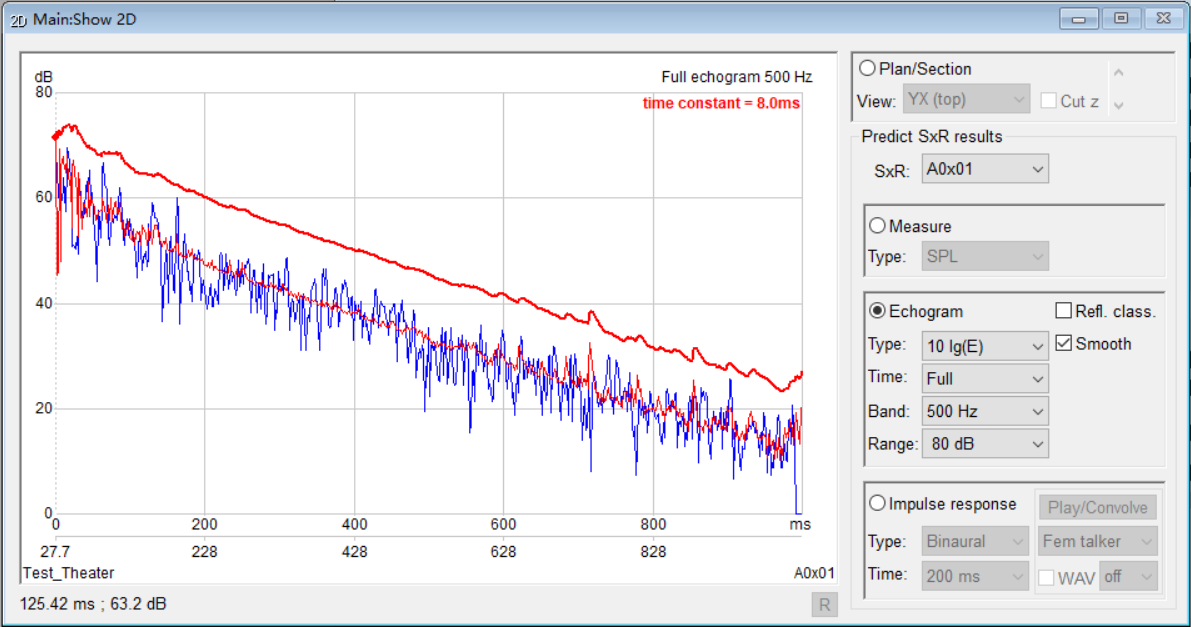 2D Main:Show 2D
dB
Full echogram 500 Hz
80
time constant = 8.0ms
60
40
20
0
0 200 400 600 800 ms
27.7 228 428 628 828
Test_Theater A0x01
125.42 ms ; 63.2 dB
R
Plan/Section
View: YX (top) Cut z
Predict SxR results
SxR: A0x01
Measure
Type: SPL
Echogram Refl. class.
Type: 10 lg(E) Smooth
Time: Full
Band: 500 Hz
Range: 80 dB
Impulse response Play/Convolve
Type: Binaural Fem talker
Time: 200 ms WAV off